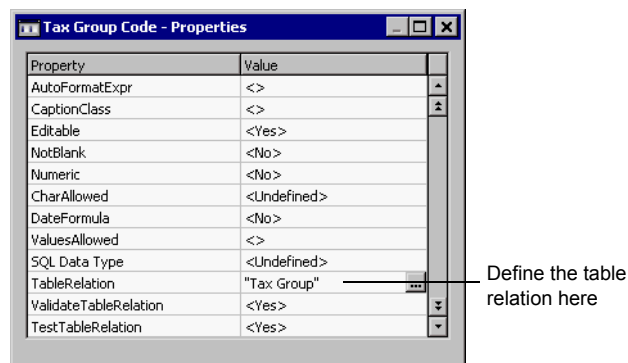 Tax Group Code - Properties
Property Value
AutoFormatExpr <>
CaptionClass <>
Editable <Yes>
NotBlank <No>
Numeric <No>
CharAllowed <Undefined>
DateFormula <No>
ValuesAllowed <>
SQL Data Type <Undefined>
TableRelation "Tax Group" ...
ValidateTableRelation <Yes>
TestTableRelation <Yes>
Define the table
relation here